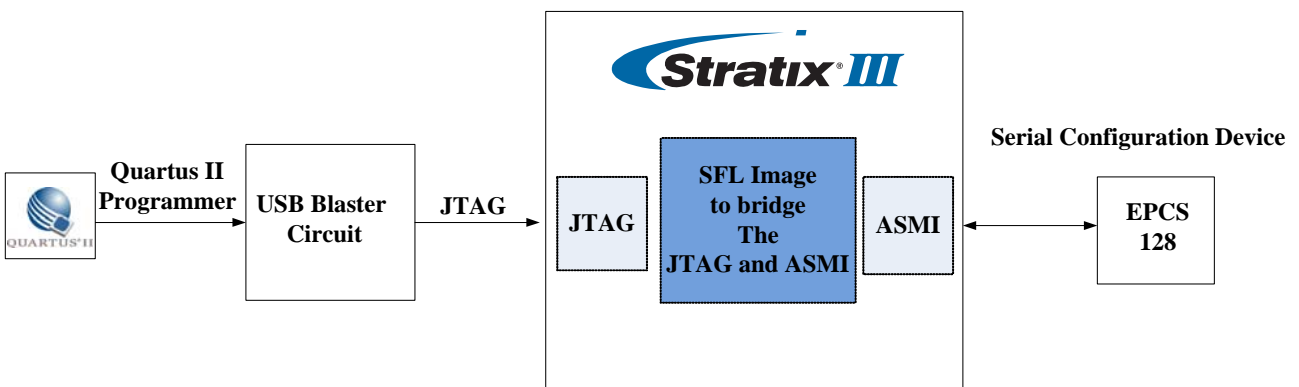 Stratix® III
Serial Configuration Device
Quartus II
Programmer
QUARTUS® II
USB Blaster
Circuit
JTAG
JTAG
SFL Image
to bridge
The
JTAG and ASMI
ASMI
EPCS
128